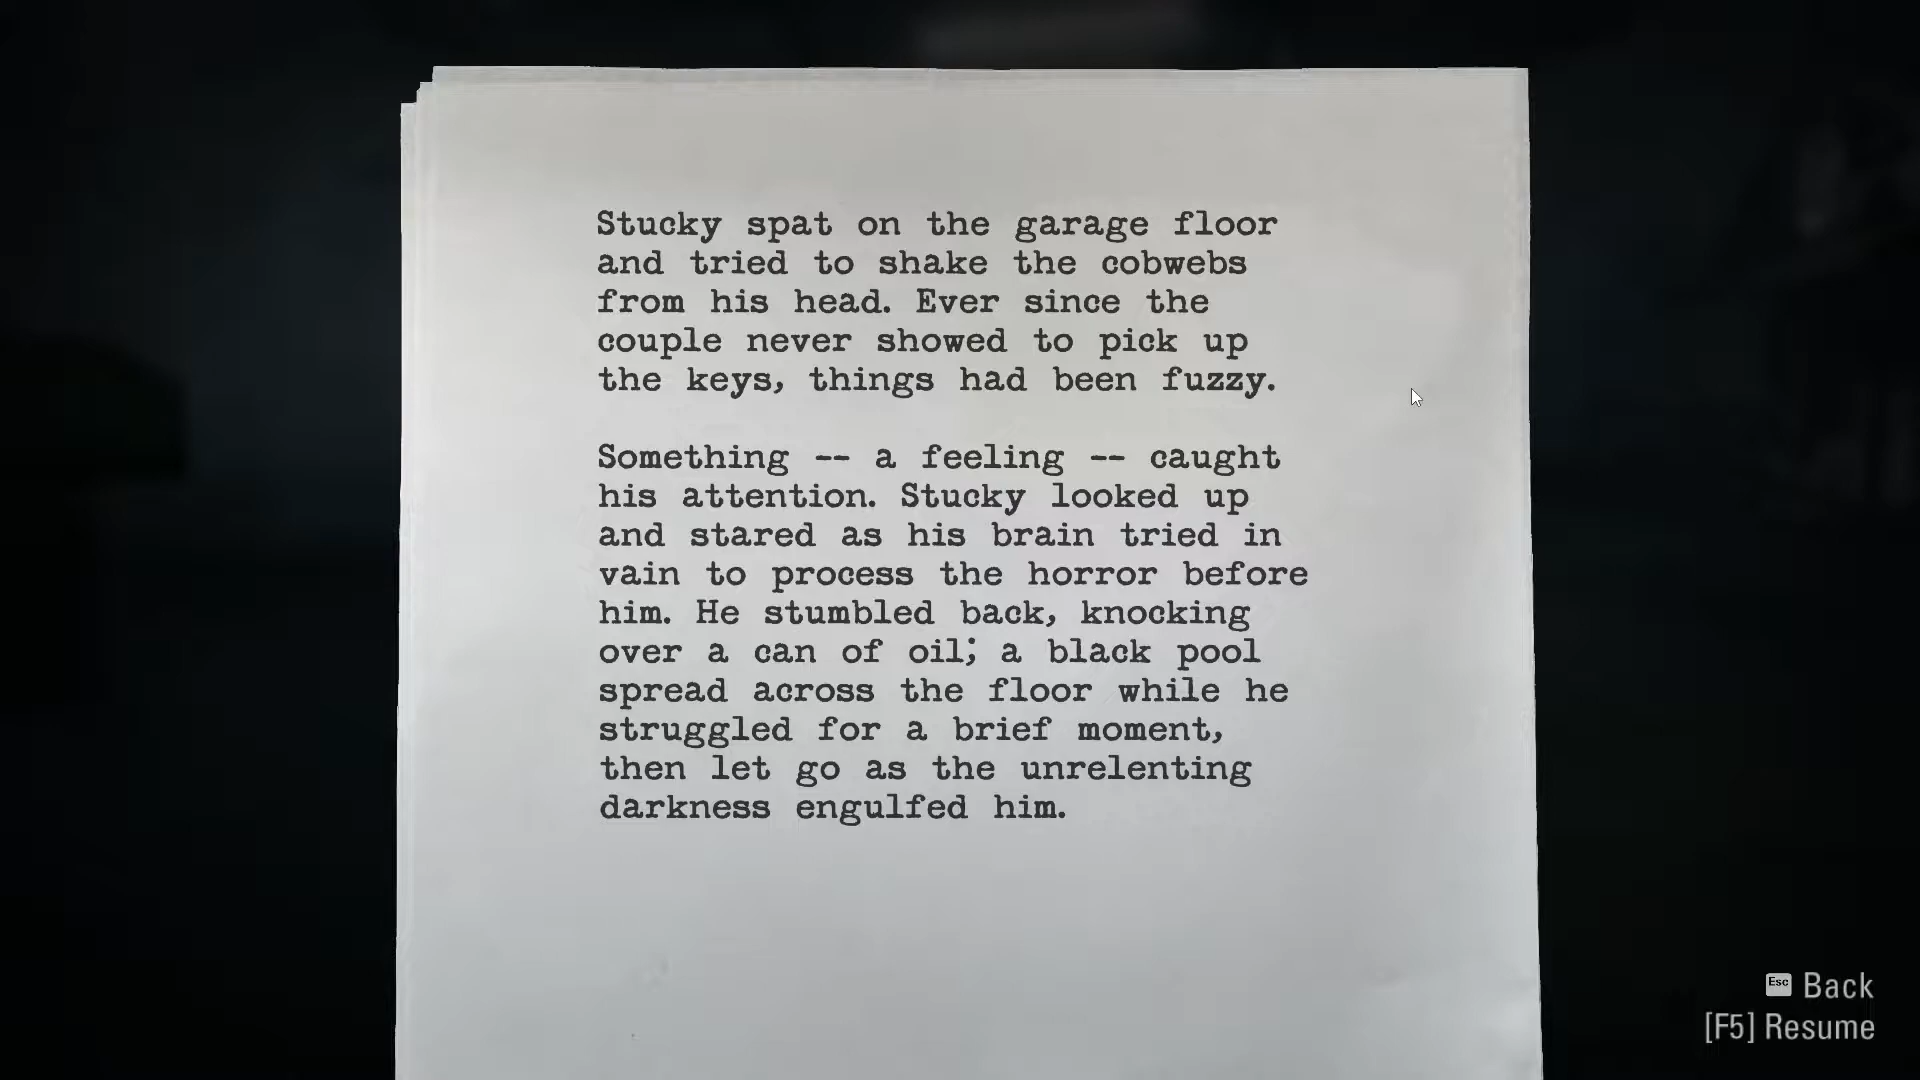 Stucky spat on the garage floor
and tried to shake the cobwebs
from his head. Ever since the
couple never showed to pick up
the keys, things had been fuzzy.
Something -- a feeling -- caught
his attention. Stucky looked up
and stared as his brain tried in
vain to process the horror before
him. He stumbled back, knocking
over a can of oil; a black pool
spread across the floor while he
struggled for a brief moment,
then let go as the unrelenting
darkness engulfed him.
Esc Back
[F5] Resume